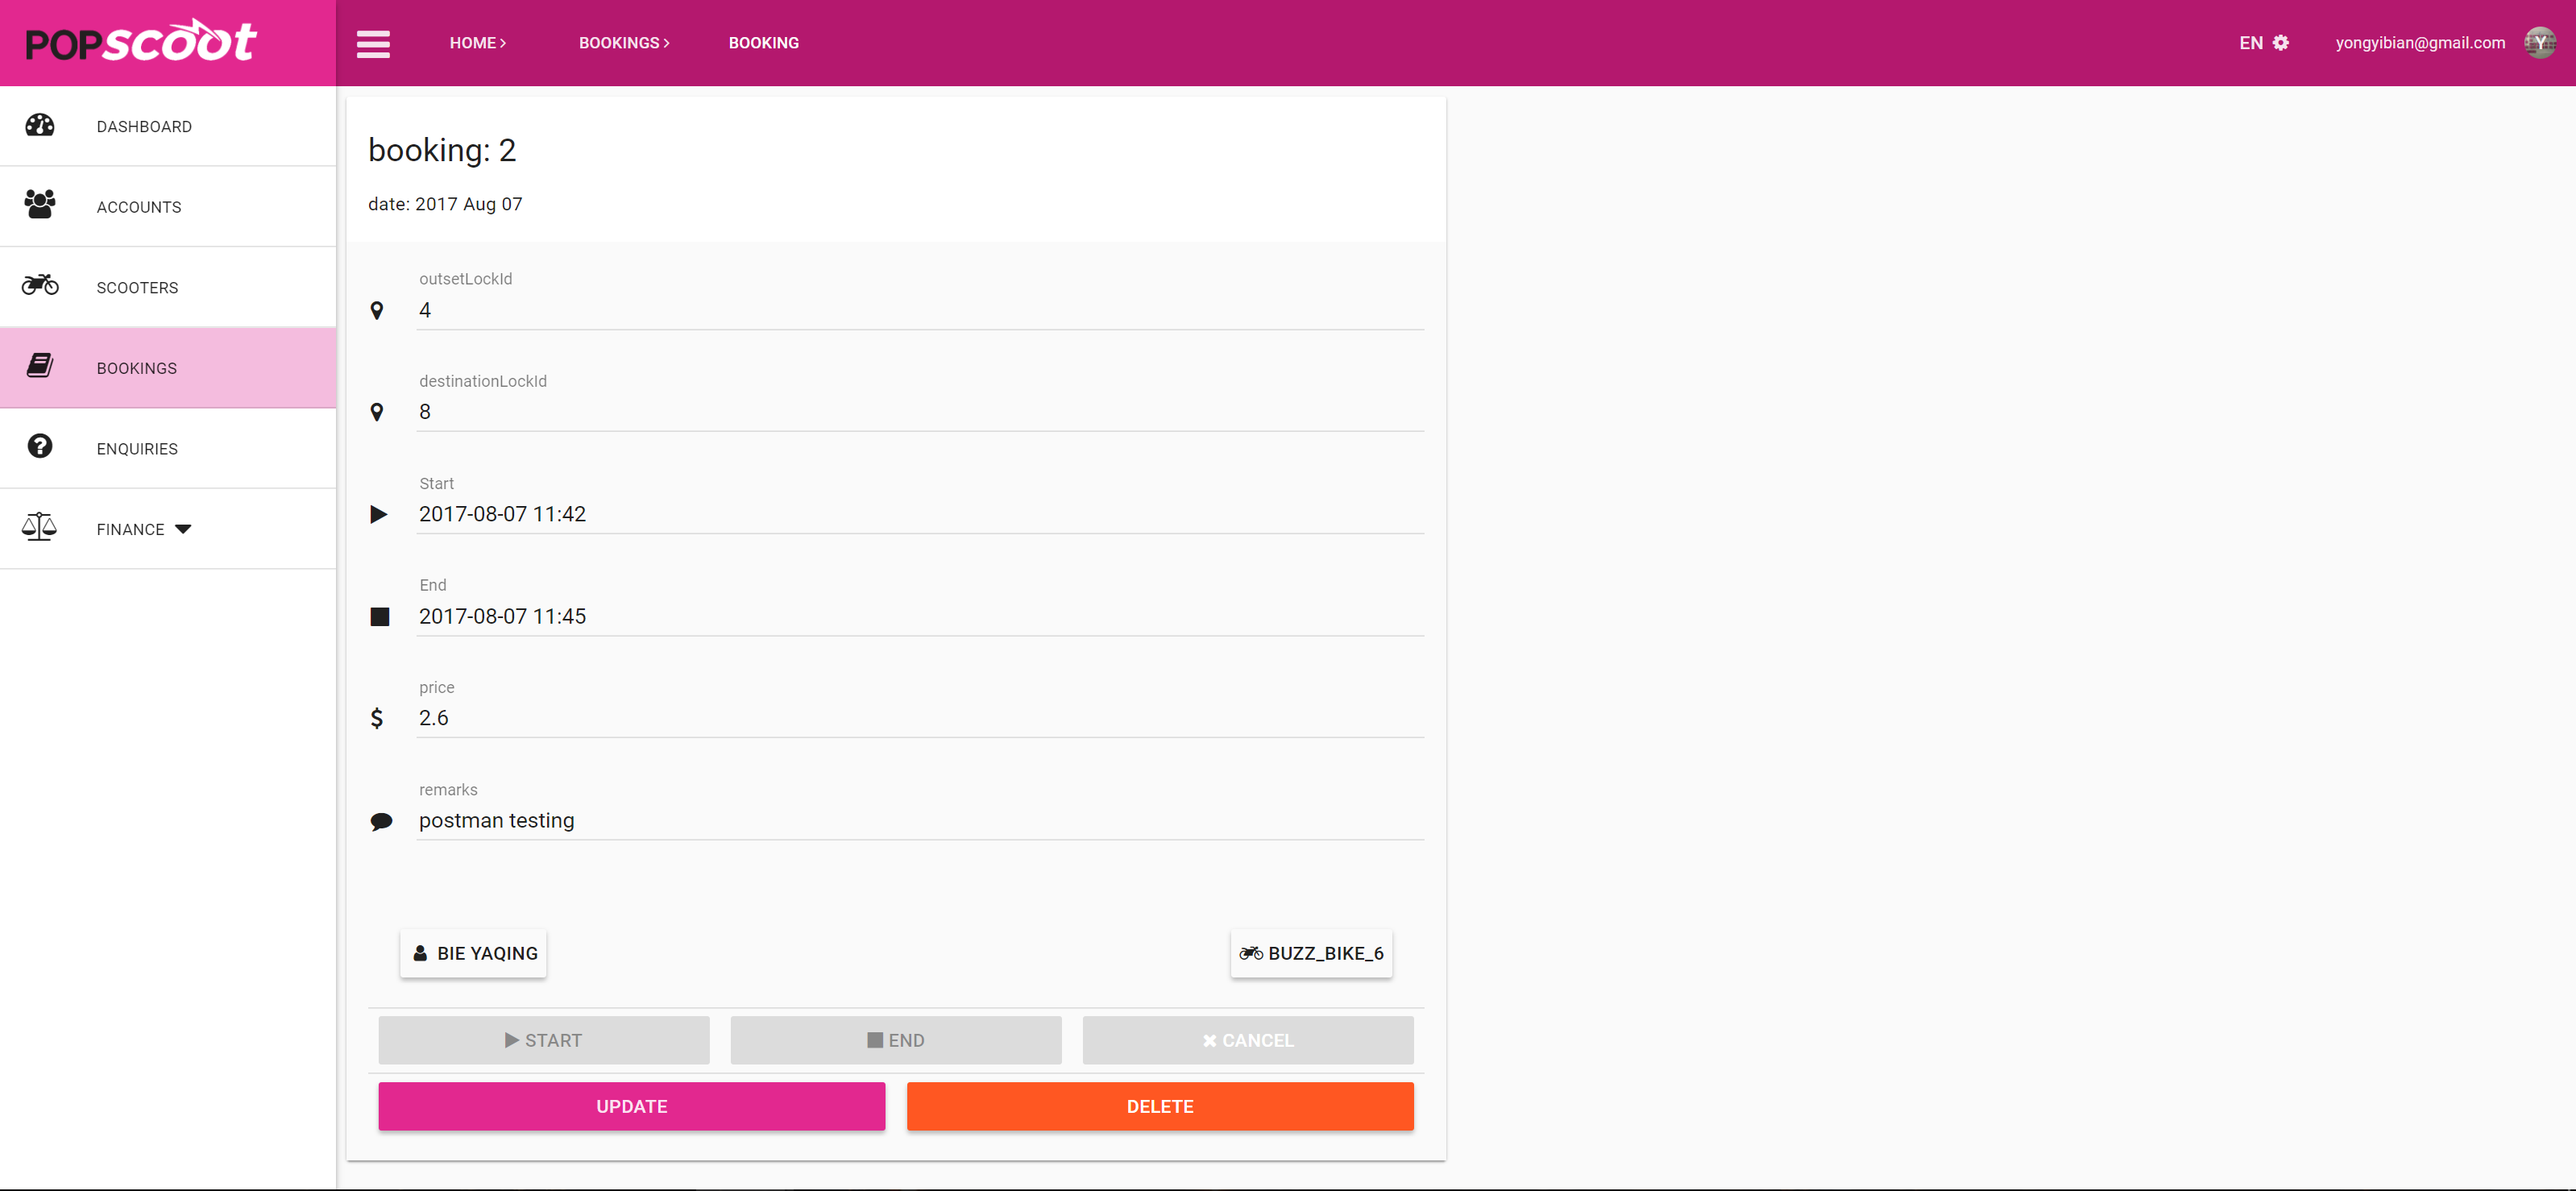 POPSCOOT
HOME
BOOKINGS
BOOKING
EN
yongyibian@gmail.com
Y
DASHBOARD
ACCOUNTS
SCOOTERS
BOOKINGS
ENQUIRIES
FINANCE
booking: 2
date: 2017 Aug 07
outsetLockId
4
destinationLockId
8
Start
2017-08-07 11:42
End
2017-08-07 11:45
price
$ 2.6
remarks
postman testing
BIE YAQING
BUZZ_BIKE_6
START
END
CANCEL
UPDATE
DELETE